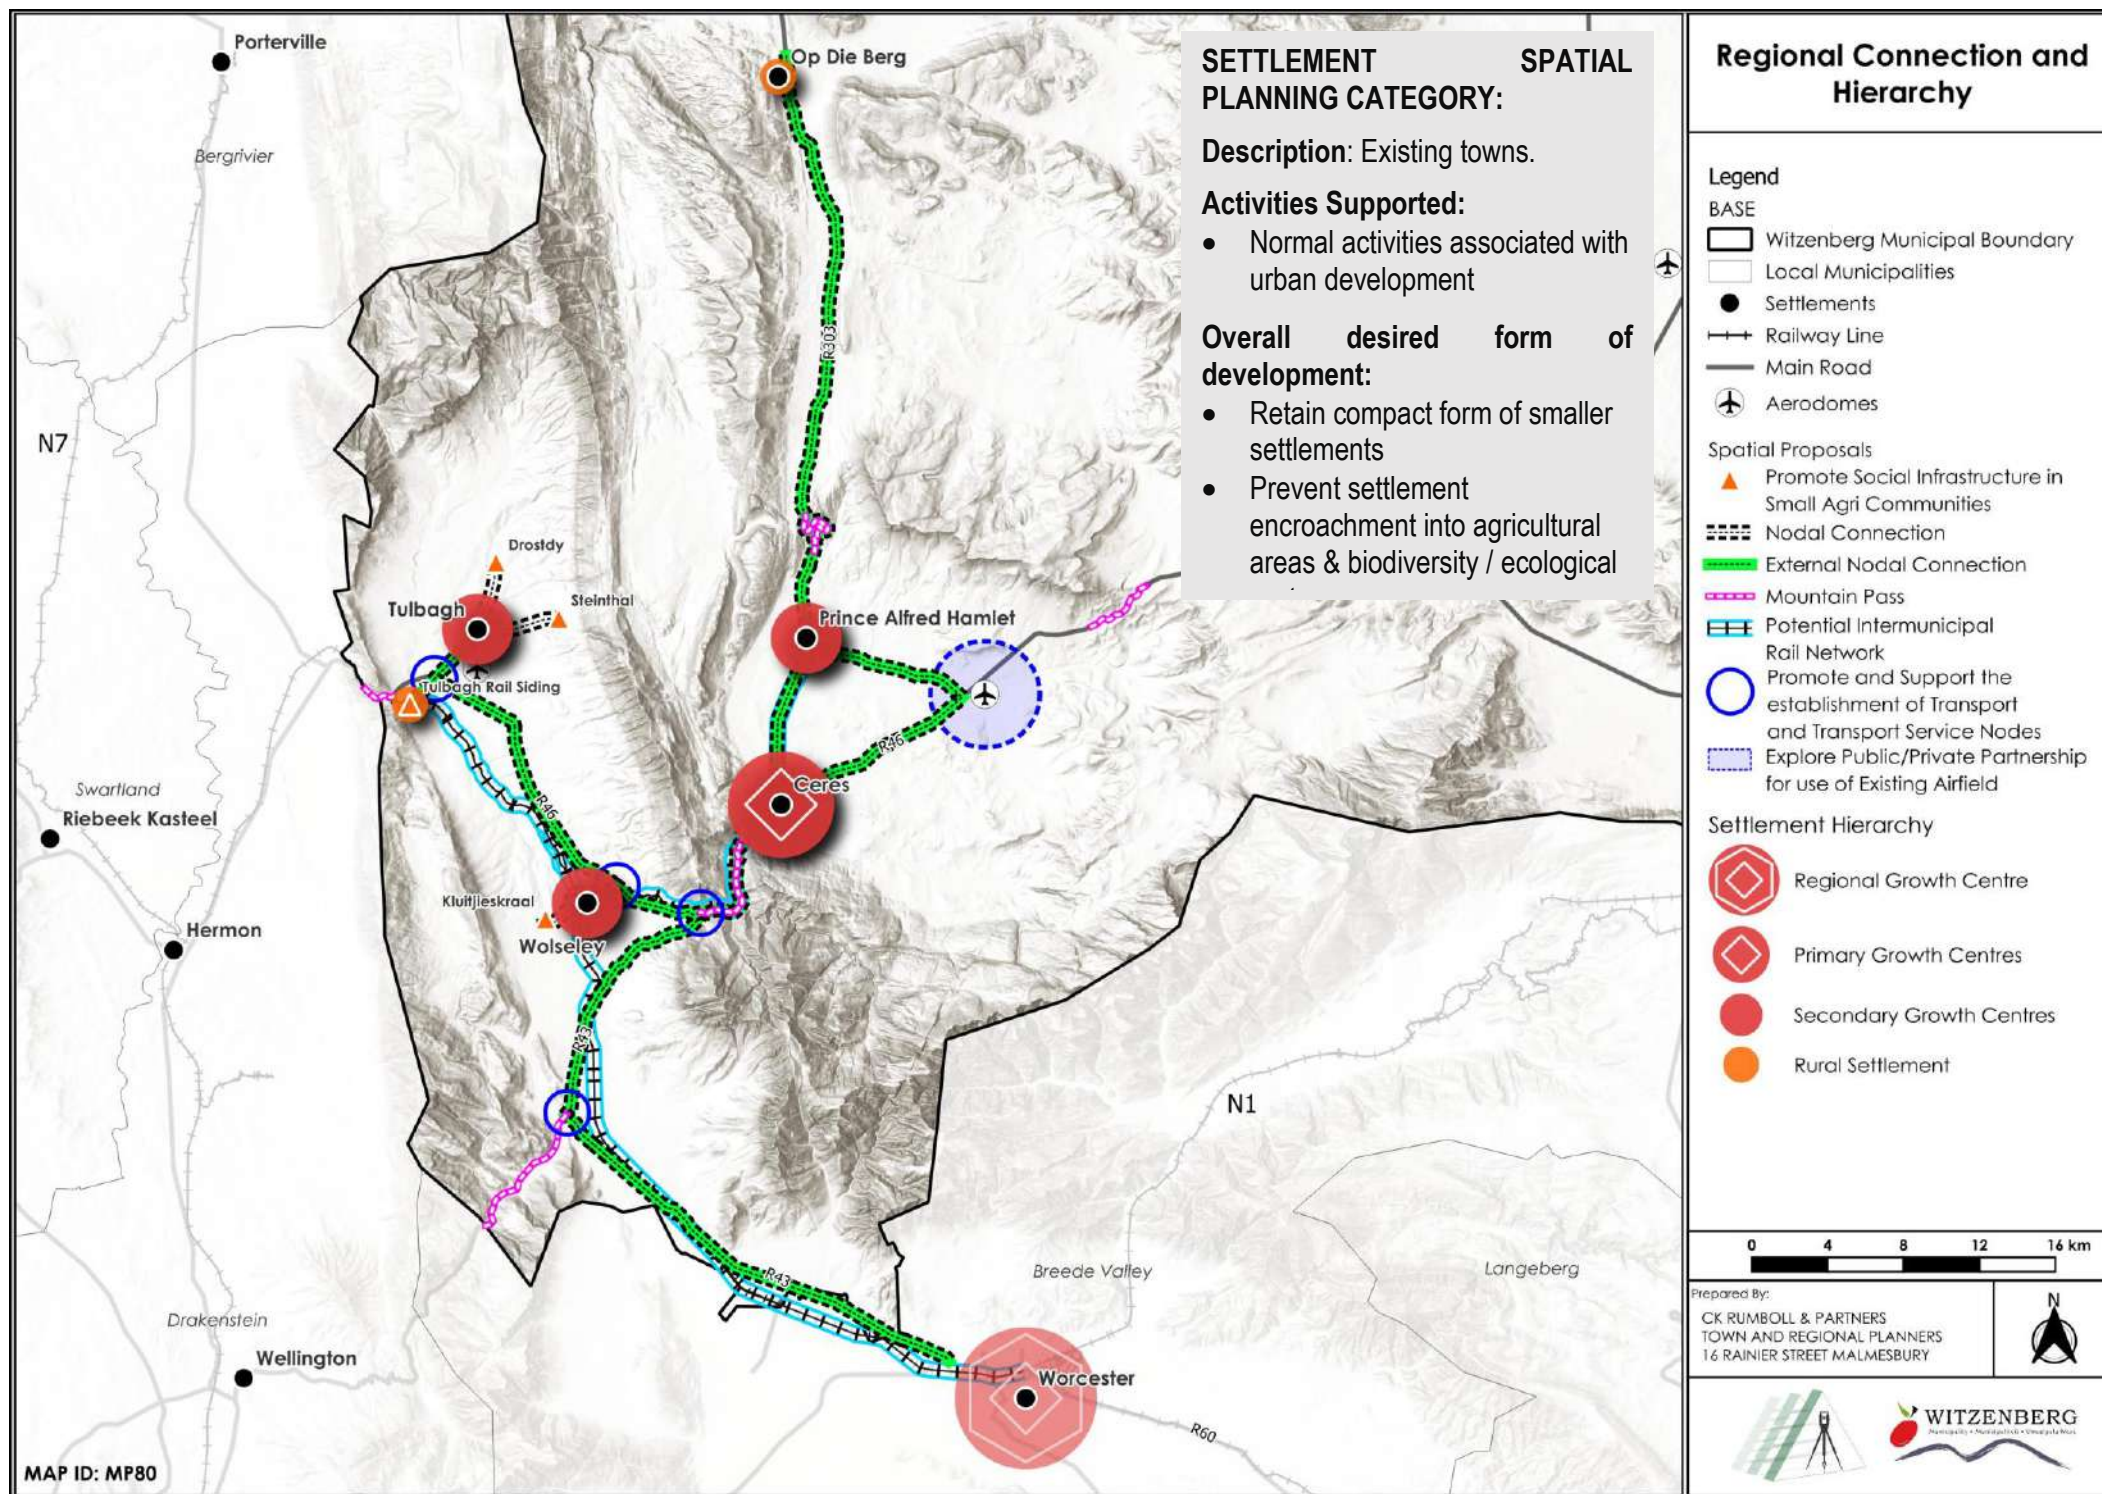 Porterville
Bergrivier
Op Die Berg
SETTLEMENT SPATIAL
PLANNING CATEGORY:
Description: Existing towns.
Activities Supported:
• Normal activities associated with
urban development
Overall desired form of
development:
• Retain compact form of smaller
settlements
• Prevent settlement
encroachment into agricultural
areas & biodiversity / ecological
R303
N7
Drostdy
Steinthal
Tulbagh
Prince Alfred Hamlet
Tulbagh Rail Siding
R46
R46
Ceres
Swartland
Riebeek Kasteel
Kluitjieskraal
Wolseley
Hermon
R43
N1
R43
Breede Valley
Langeberg
Drakenstein
Wellington
Worcester
R60
MAP ID: MP80
Regional Connection and
Hierarchy
Legend
BASE
Witzenberg Municipal Boundary
Local Municipalities
Settlements
Railway Line
Main Road
Aerodomes
Spatial Proposals
Promote Social Infrastructure in
Small Agri Communities
Nodal Connection
External Nodal Connection
Mountain Pass
Potential Intermunicipal
Rail Network
Promote and Support the
establishment of Transport
and Transport Service Nodes
Explore Public/Private Partnership
for use of Existing Airfield
Settlement Hierarchy
Regional Growth Centre
Primary Growth Centres
Secondary Growth Centres
Rural Settlement
0 4 8 12 16 km
Prepared By:
CK RUMBOLL & PARTNERS
TOWN AND REGIONAL PLANNERS
16 RAINIER STREET MALMESBURY
N
WITZENBERG